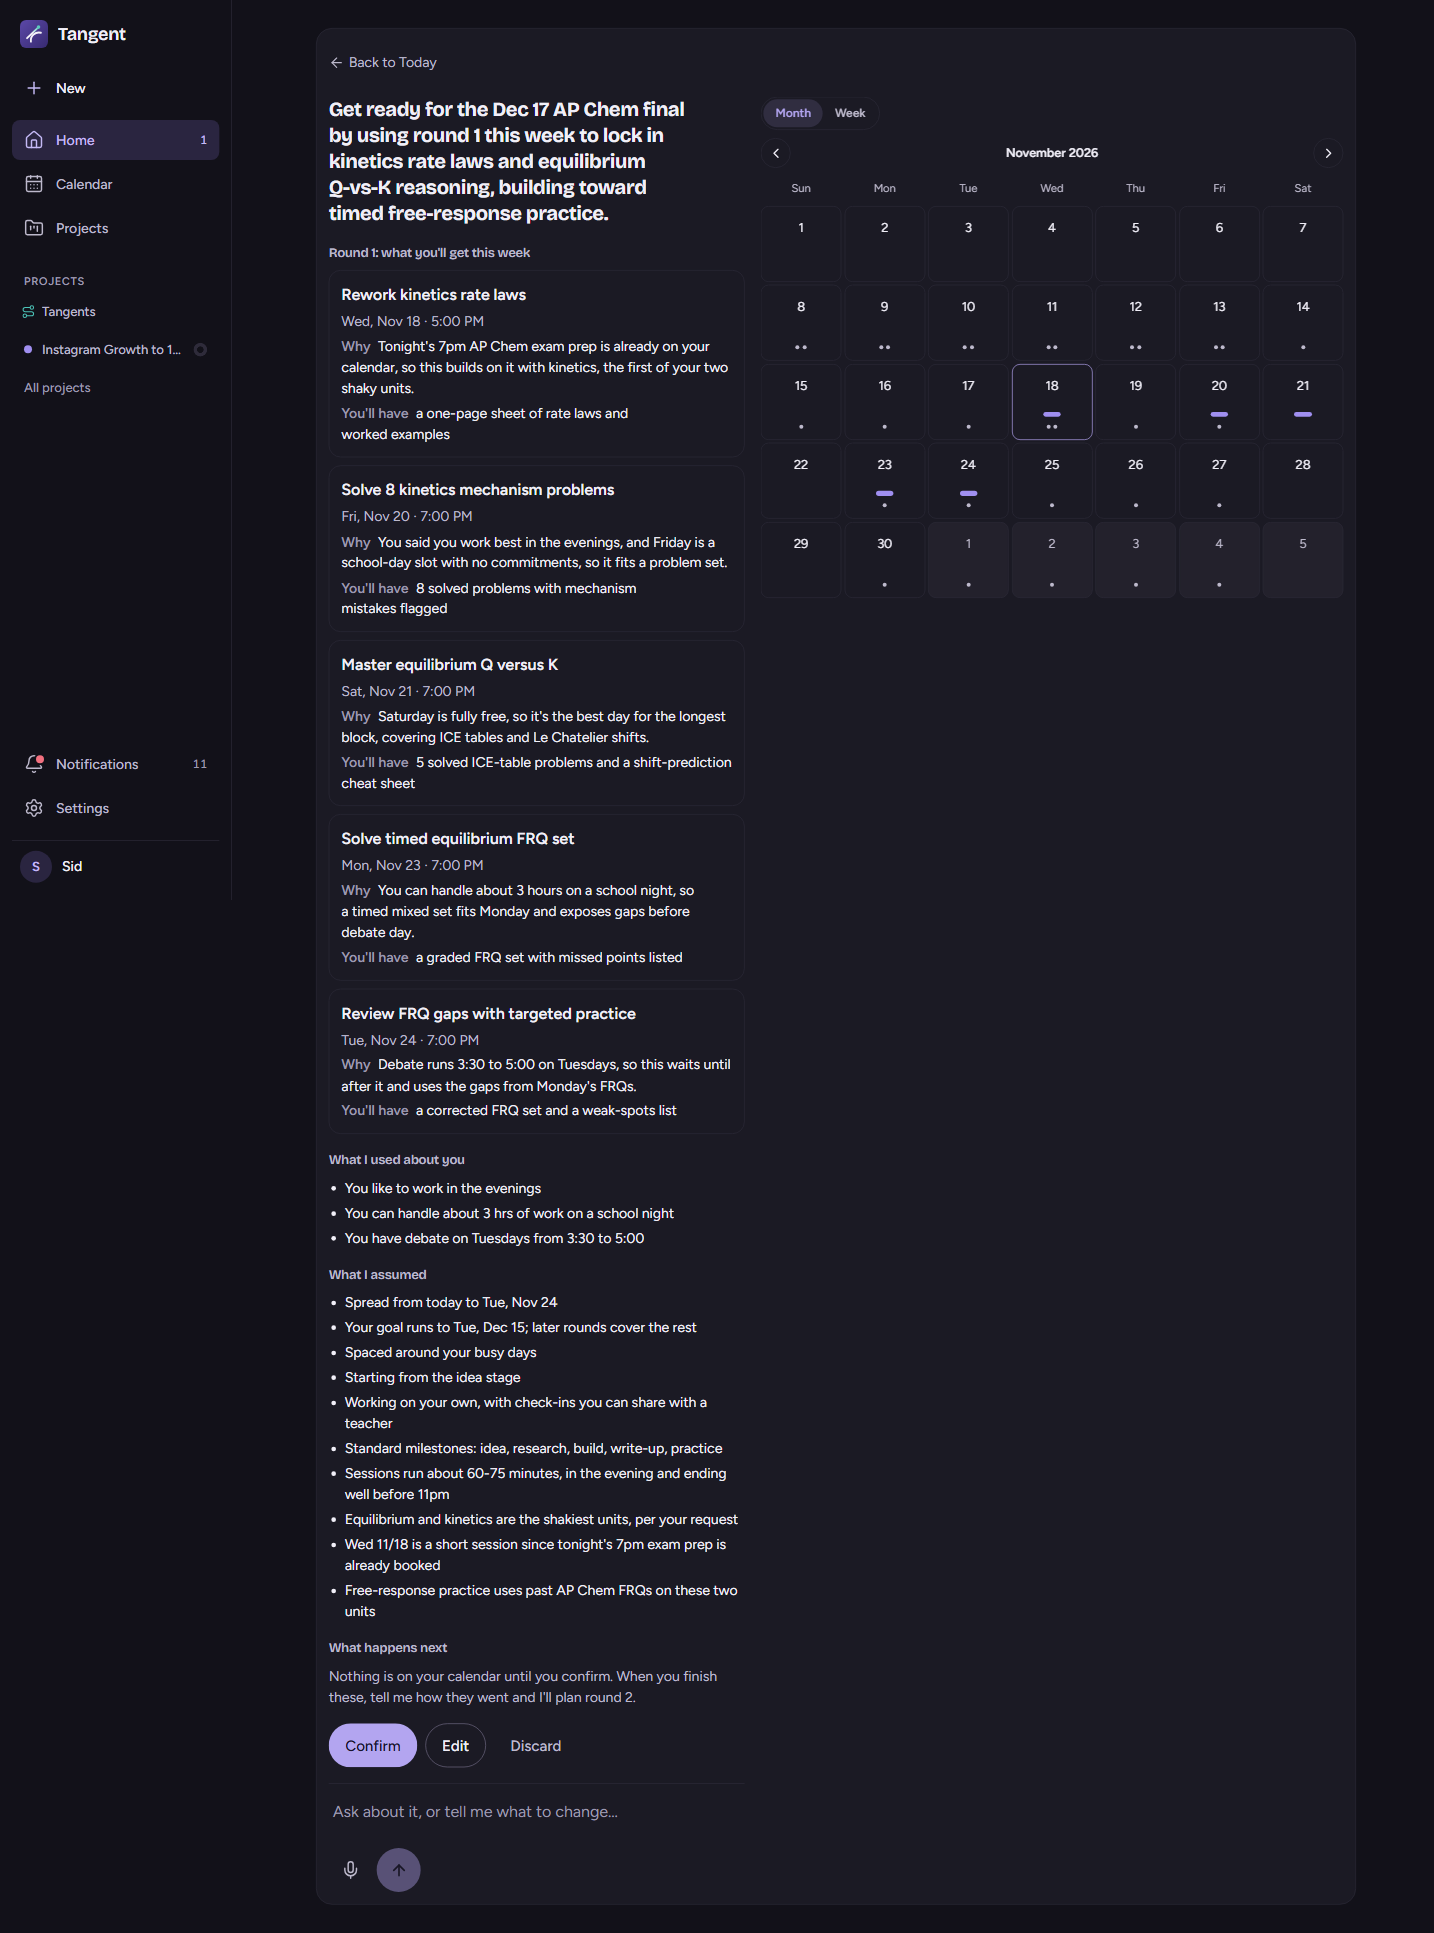 Tangent
New
Home 1
Calendar
Projects
PROJECTS
Tangents
Instagram Growth to 1...
All projects
Notifications 11
Settings
S Sid
Back to Today
Get ready for the Dec 17 AP Chem final
by using round 1 this week to lock in
kinetics rate laws and equilibrium
Q-vs-K reasoning, building toward
timed free-response practice.
Round 1: what you'll get this week
Rework kinetics rate laws
Wed, Nov 18 · 5:00 PM
Why Tonight's 7pm AP Chem exam prep is already on your
calendar, so this builds on it with kinetics, the first of your two
shaky units.
You'll have a one-page sheet of rate laws and
worked examples
Solve 8 kinetics mechanism problems
Fri, Nov 20 · 7:00 PM
Why You said you work best in the evenings, and Friday is a
school-day slot with no commitments, so it fits a problem set.
You'll have 8 solved problems with mechanism
mistakes flagged
Master equilibrium Q versus K
Sat, Nov 21 · 7:00 PM
Why Saturday is fully free, so it's the best day for the longest
block, covering ICE tables and Le Chatelier shifts.
You'll have 5 solved ICE-table problems and a shift-prediction
cheat sheet
Solve timed equilibrium FRQ set
Mon, Nov 23 · 7:00 PM
Why You can handle about 3 hours on a school night, so
a timed mixed set fits Monday and exposes gaps before
debate day.
You'll have a graded FRQ set with missed points listed
Review FRQ gaps with targeted practice
Tue, Nov 24 · 7:00 PM
Why Debate runs 3:30 to 5:00 on Tuesdays, so this waits until
after it and uses the gaps from Monday's FRQs.
You'll have a corrected FRQ set and a weak-spots list
What I used about you
• You like to work in the evenings
• You can handle about 3 hrs of work on a school night
• You have debate on Tuesdays from 3:30 to 5:00
What I assumed
• Spread from today to Tue, Nov 24
• Your goal runs to Tue, Dec 15; later rounds cover the rest
• Spaced around your busy days
• Starting from the idea stage
• Working on your own, with check-ins you can share with a
teacher
• Standard milestones: idea, research, build, write-up, practice
• Sessions run about 60-75 minutes, in the evening and ending
well before 11pm
• Equilibrium and kinetics are the shakiest units, per your request
• Wed 11/18 is a short session since tonight's 7pm exam prep is
already booked
• Free-response practice uses past AP Chem FRQs on these two
units
What happens next
Nothing is on your calendar until you confirm. When you finish
these, tell me how they went and I'll plan round 2.
Confirm Edit Discard
Ask about it, or tell me what to change...
Month Week
November 2026
Sun Mon Tue Wed Thu Fri Sat
1 2 3 4 5 6 7
8 9 10 11 12 13 14
15 16 17 18 19 20 21
22 23 24 25 26 27 28
29 30 1 2 3 4 5